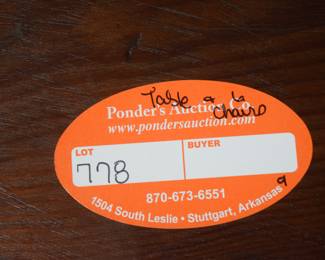 Table & 6
Chairs
Ponder's Auction Co.
www.pondersauction.com
LOT
BUYER
778
870-673-6551
1504 South Leslie • Stuttgart, Arkansas
9